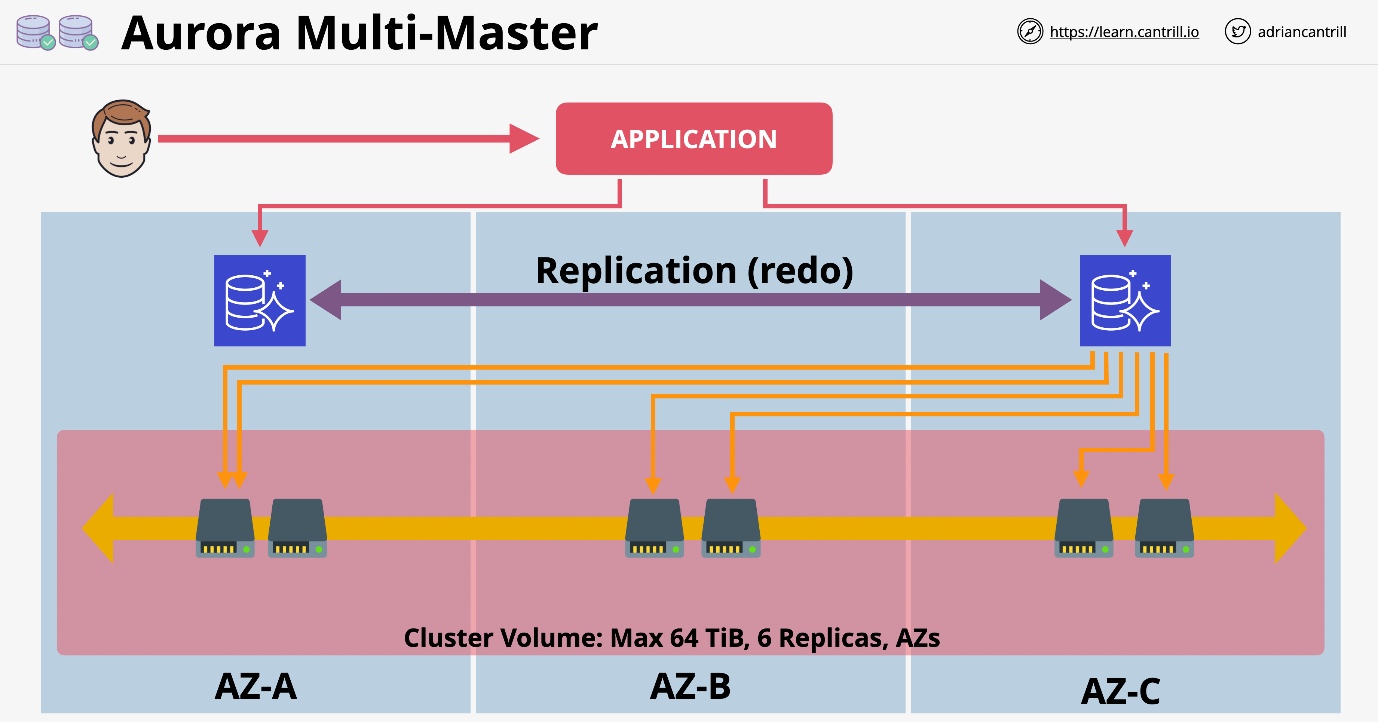 Aurora Multi-Master
https://learn.cantrill.io
adriancantrill
APPLICATION
Replication (redo)
Cluster Volume: Max 64 TiB, 6 Replicas, AZs
AZ-A
AZ-B
AZ-C